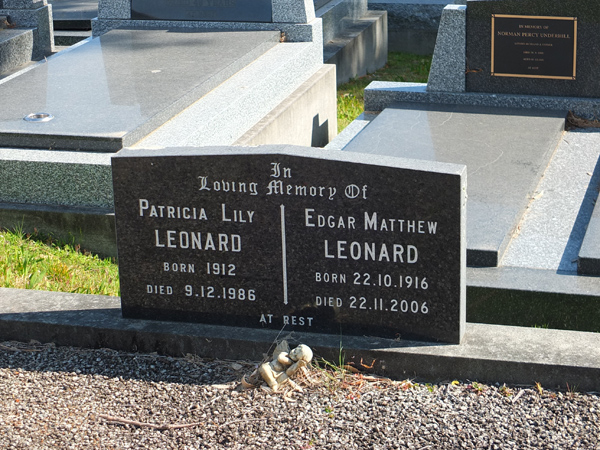 In
Loving Memory Of
PATRICIA LILY
LEONARD
BORN 1912
DIED 9.12.1986
EDGAR MATTHEW
LEONARD
BORN 22.10.1916
DIED 22.11.2006
AT REST
IN MEMORY OF
NORMAN PERCY UNDERHILL